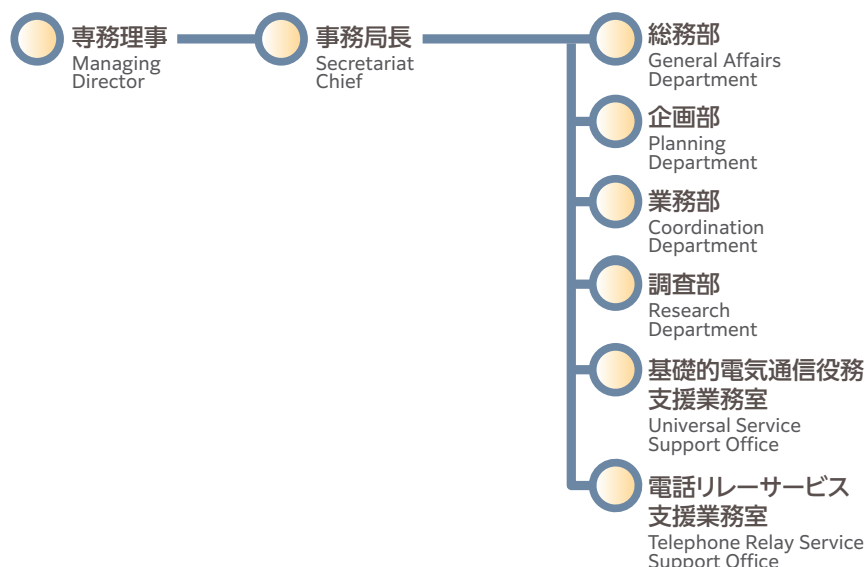 専務理事
Managing
Director
事務局長
Secretariat
Chief
総務部
General Affairs
Department
企画部
Planning
Department
業務部
Coordination
Department
調査部
Research
Department
基礎的電気通信役務
支援業務室
Universal Service
Support Office
電話リレーサービス
支援業務室
Telephone Relay Service
Support Office